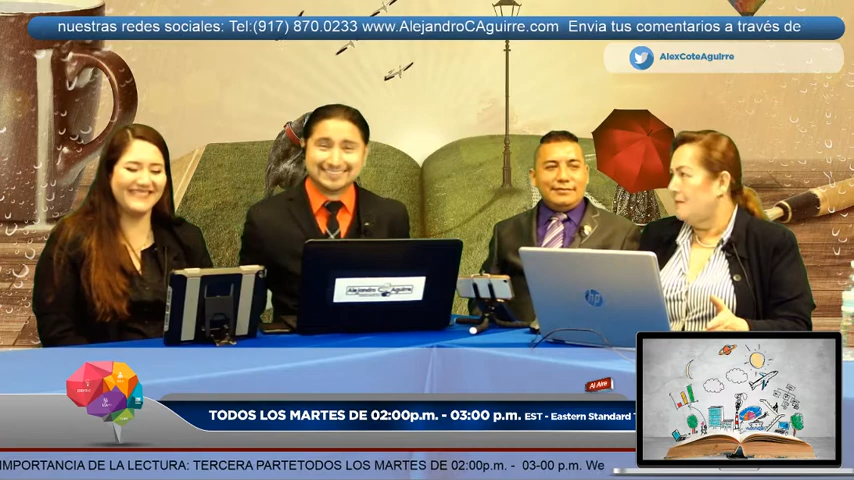 nuestras redes sociales: Tel:(917) 870.0233 www.AlejandroCAguirre.com Envia tus comentarios a través de
AlexCoteAguirre
Alejandro Aguirre
hp
Al Aire
TODOS LOS MARTES DE 02:00p.m. - 03:00 p.m. EST - Eastern Standard T
IMPORTANCIA DE LA LECTURA: TERCERA PARTETODOS LOS MARTES DE 02:00p.m. - 03-00 p.m. We